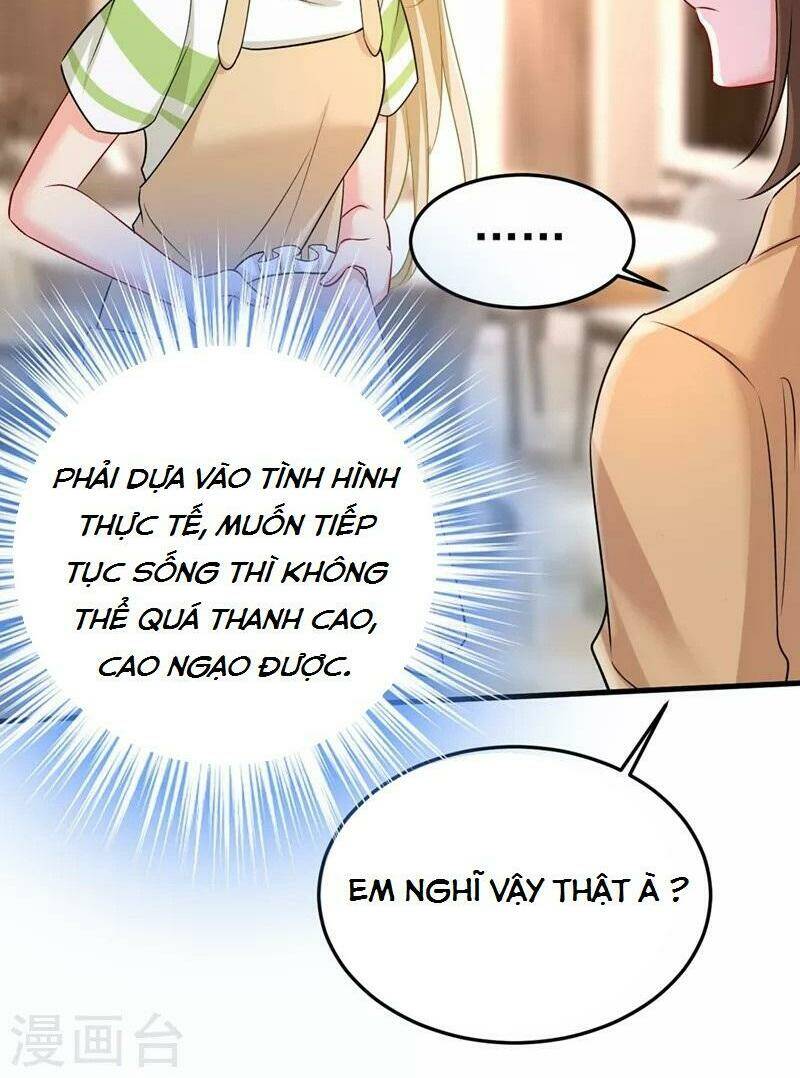 ......
PHẢI DỰA VÀO TÌNH HÌNH
THỰC TẾ, MUỐN TIẾP
TỤC SỐNG THÌ KHÔNG
THỂ QUÁ THANH CAO,
CAO NGẠO ĐƯỢC.
EM NGHĨ VẬY THẬT À ?
漫画台